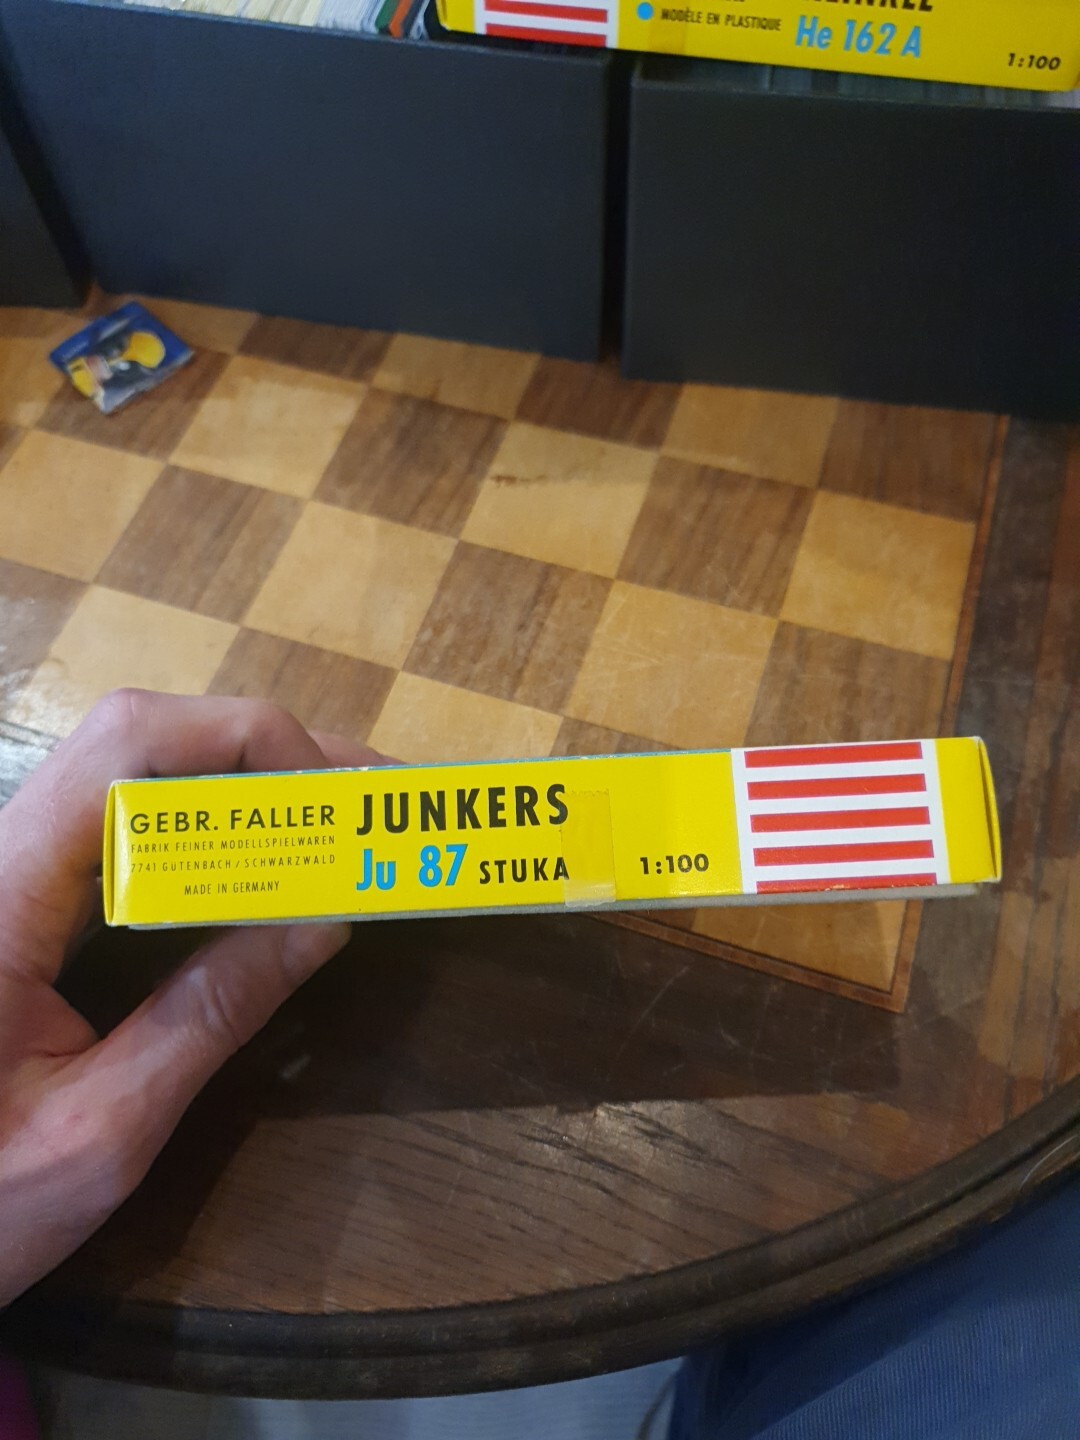 MODÈLE EN PLASTIQUE
He 162 A
1:100
GEBR. FALLER
FABRIK FEINER MODELLSPIELWAREN
7741 GÜTENBACH / SCHWARZWALD
MADE IN GERMANY
JUNKERS
Ju 87 STUKA
1:100